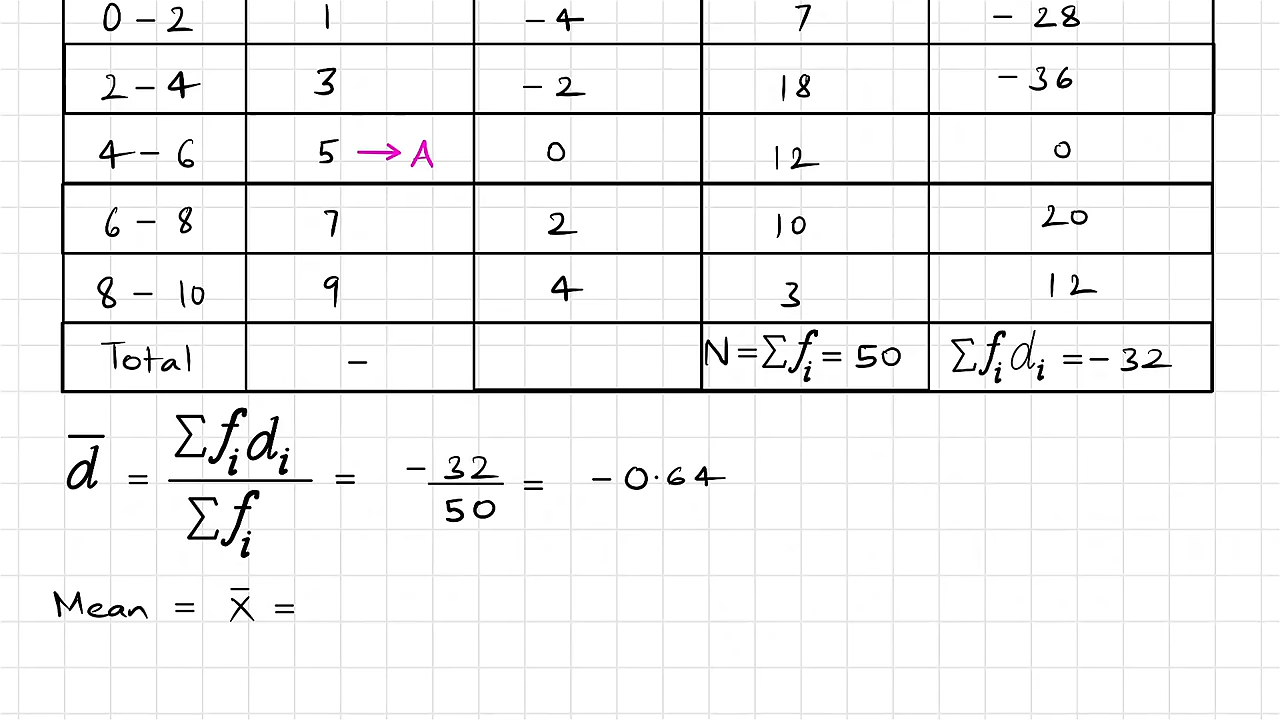 0 - 2 1 - 4 7 - 28
2 - 4 3 - 2 18 - 36
4 - 6 5 → A 0 12 0
6 - 8 7 2 10 20
8 - 10 9 4 3 12
Total - N = Σfᵢ = 50 Σfᵢdᵢ = - 32
d̅ = Σfᵢdᵢ / Σfᵢ = - 32 / 50 = - 0.64
Mean = X̅ =